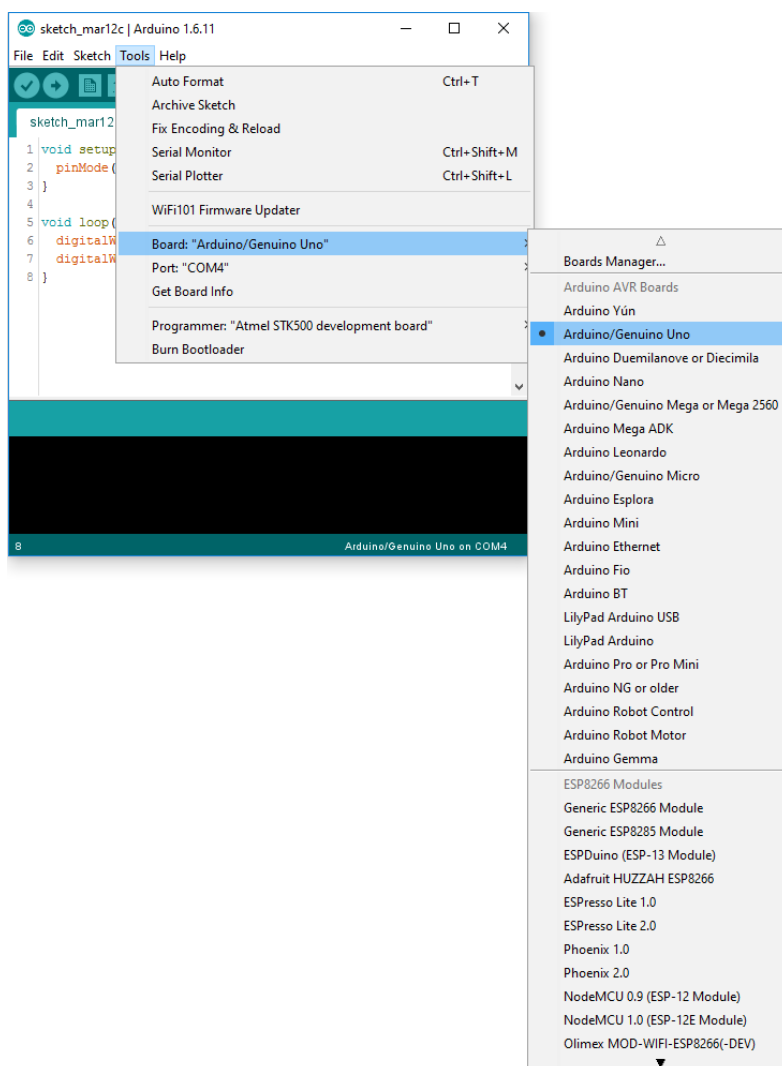 sketch_mar12c | Arduino 1.6.11
File Edit Sketch Tools Help
sketch_mar12
1 void setup
2 pinMode(
3 }
4
5 void loop(
6 digitalW
7 digitalW
8 }
Auto Format Ctrl+T
Archive Sketch
Fix Encoding & Reload
Serial Monitor Ctrl+Shift+M
Serial Plotter Ctrl+Shift+L
WiFi101 Firmware Updater
Board: "Arduino/Genuino Uno"
Port: "COM4"
Get Board Info
Programmer: "Atmel STK500 development board"
Burn Bootloader
8 Arduino/Genuino Uno on COM4
Boards Manager...
Arduino AVR Boards
Arduino Yún
Arduino/Genuino Uno
Arduino Duemilanove or Diecimila
Arduino Nano
Arduino/Genuino Mega or Mega 2560
Arduino Mega ADK
Arduino Leonardo
Arduino/Genuino Micro
Arduino Esplora
Arduino Mini
Arduino Ethernet
Arduino Fio
Arduino BT
LilyPad Arduino USB
LilyPad Arduino
Arduino Pro or Pro Mini
Arduino NG or older
Arduino Robot Control
Arduino Robot Motor
Arduino Gemma
ESP8266 Modules
Generic ESP8266 Module
Generic ESP8285 Module
ESPDuino (ESP-13 Module)
Adafruit HUZZAH ESP8266
ESPresso Lite 1.0
ESPresso Lite 2.0
Phoenix 1.0
Phoenix 2.0
NodeMCU 0.9 (ESP-12 Module)
NodeMCU 1.0 (ESP-12E Module)
Olimex MOD-WIFI-ESP8266(-DEV)